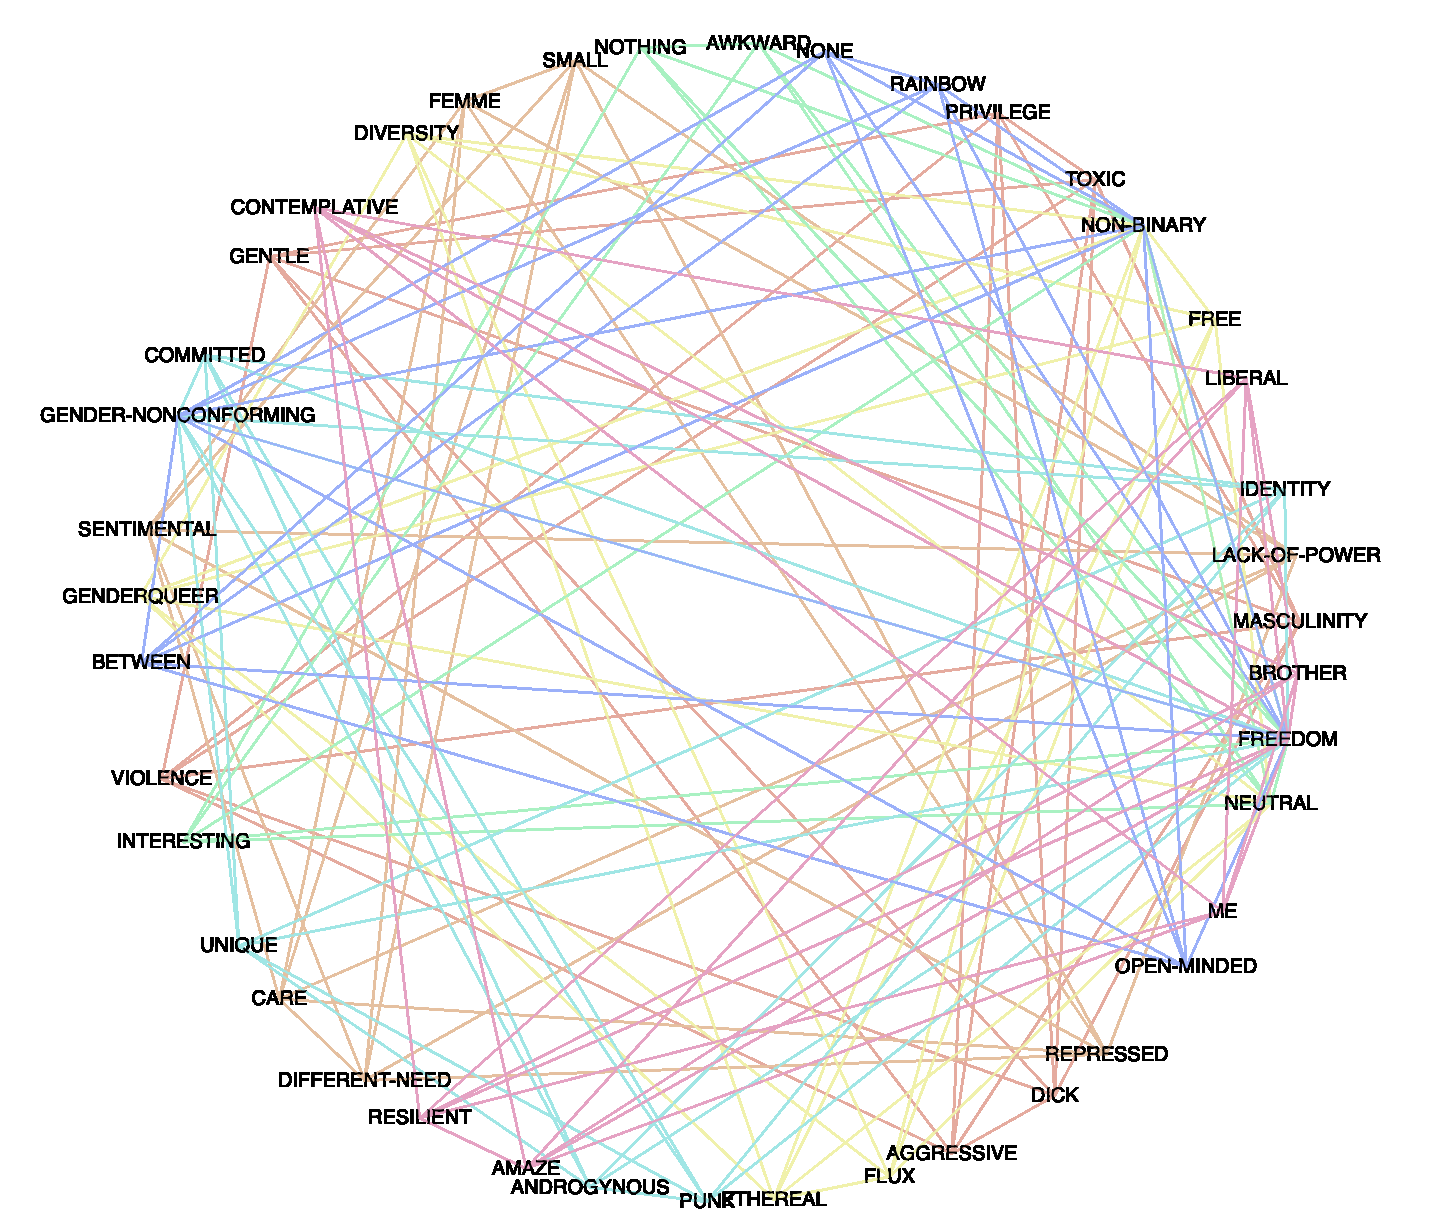 AWKWARD
NOTHING
NONE
SMALL
RAINBOW
FEMME
PRIVILEGE
DIVERSITY
TOXIC
CONTEMPLATIVE
NON-BINARY
GENTLE
FREE
COMMITTED
LIBERAL
GENDER-NONCONFORMING
IDENTITY
SENTIMENTAL
LACK-OF-POWER
GENDERQUEER
MASCULINITY
BETWEEN
BROTHER
FREEDOM
VIOLENCE
NEUTRAL
INTERESTING
ME
UNIQUE
OPEN-MINDED
CARE
REPRESSED
DIFFERENT-NEED
DICK
RESILIENT
AGGRESSIVE
AMAZE
FLUX
ANDROGYNOUS
PUNK
ETHEREAL